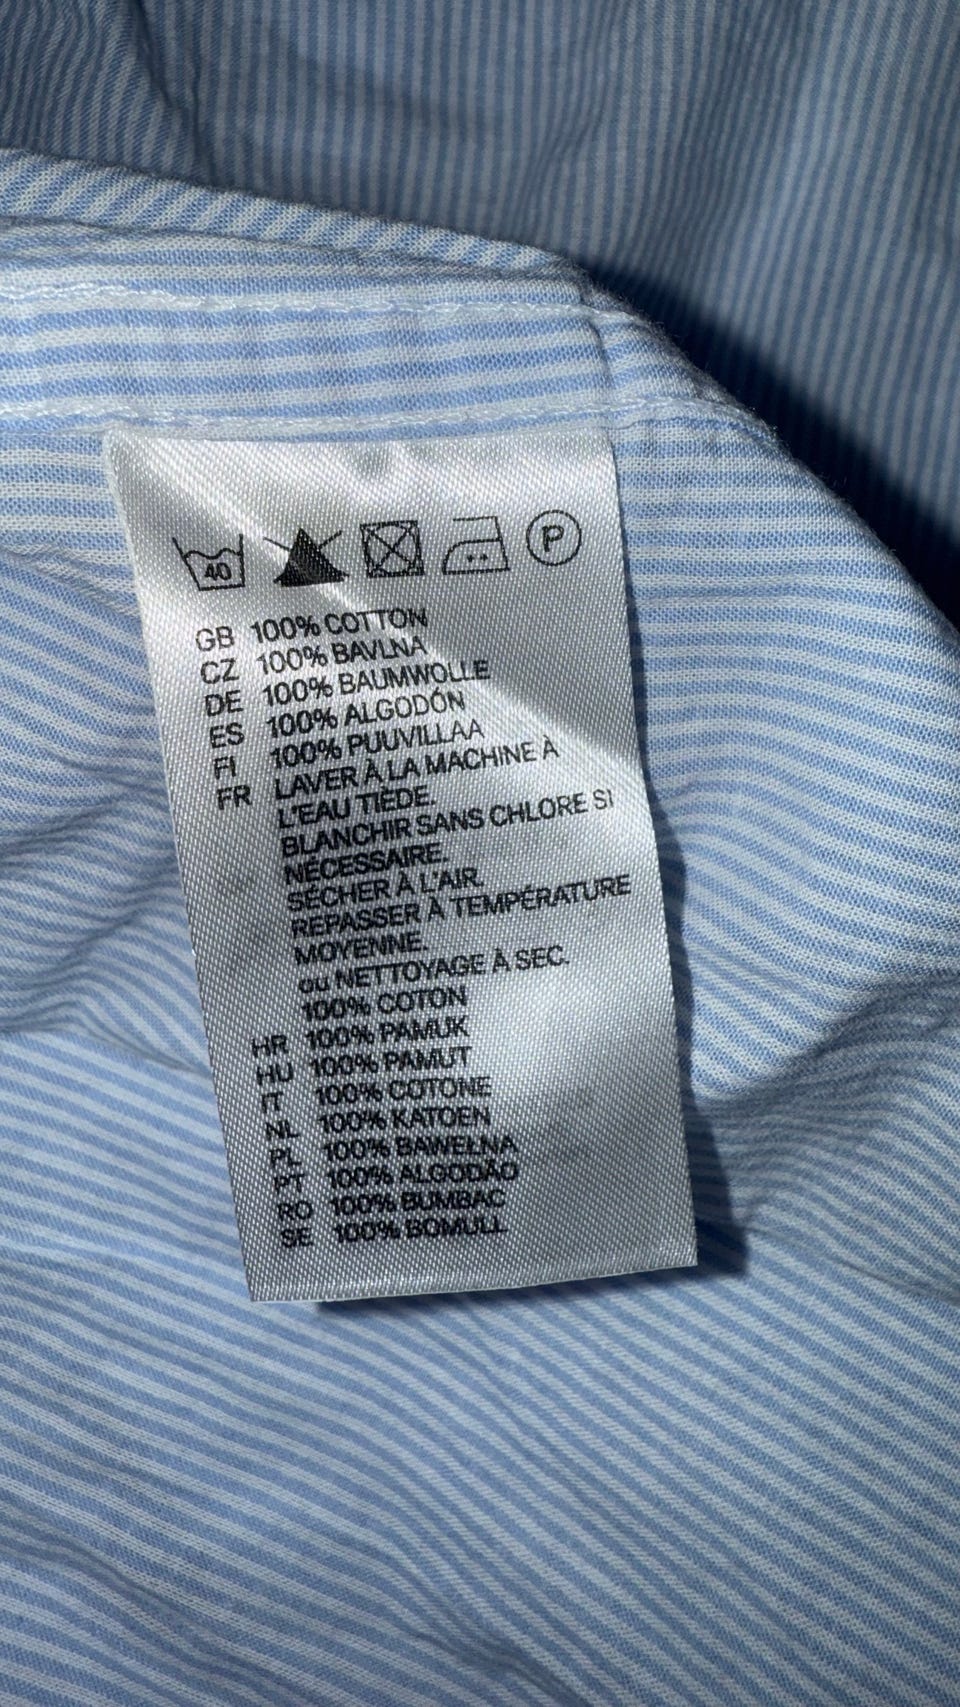 40
P
GB 100% COTTON
CZ 100% BAVLNA
DE 100% BAUMWOLLE
ES 100% ALGODÓN
FI 100% PUUVILLAA
FR LAVER À LA MACHINE À
L'EAU TIÈDE.
BLANCHIR SANS CHLORE SI
NÉCESSAIRE.
SÉCHER À L'AIR.
REPASSER À TEMPÉRATURE
MOYENNE.
ou NETTOYAGE À SEC.
100% COTON
HR 100% PAMUK
HU 100% PAMUT
IT 100% COTONE
NL 100% KATOEN
PL 100% BAWEŁNA
PT 100% ALGODÃO
RO 100% BUMBAC
SE 100% BOMULL